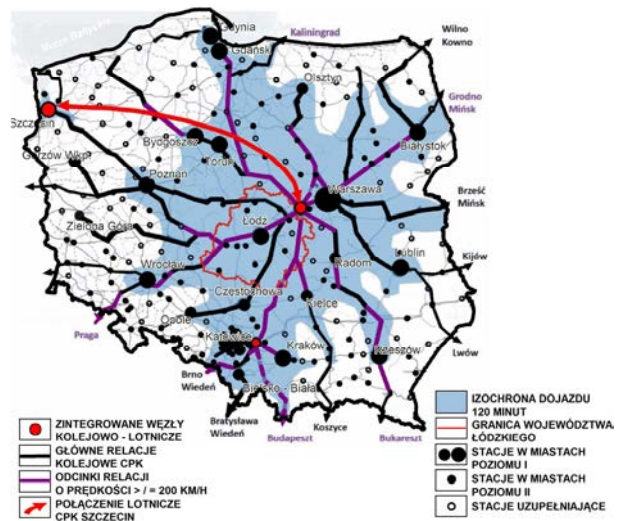 Morze Bałtyckie
Gdynia
Gdańsk
Kaliningrad
Wilno
Kowno
Olsztyn
Grodno
Mińsk
Szczecin
Bydgoszcz
Toruń
Białystok
Gorzów Wkpl
Poznań
Warszawa
Brześć
Mińsk
Zielona Góra
Łódź
Lublin
Kijów
Wrocław
Radom
Częstochowa
Kielce
Opole
Lwów
Praga
Katowice
Kraków
Rzeszów
Brno
Wiedeń
Bielsko - Biała
Bratysława
Wiedeń
Budapeszt
Koszyce
Bukareszt
ZINTEGROWANE WĘZŁY
KOLEJOWO - LOTNICZE
GŁÓWNE RELACJE
KOLEJOWE CPK
ODCINKI RELACJI
O PRĘDKOŚCI > / = 200 KM/H
POŁĄCZENIE LOTNICZE
CPK SZCZECIN
IZOCHRONA DOJAZDU
120 MINUT
GRANICA WOJEWÓDZTWA
ŁÓDZKIEGO
STACJE W MIASTACH
POZIOMU I
STACJE W MIASTACH
POZIOMU II
STACJE UZUPEŁNIAJĄCE